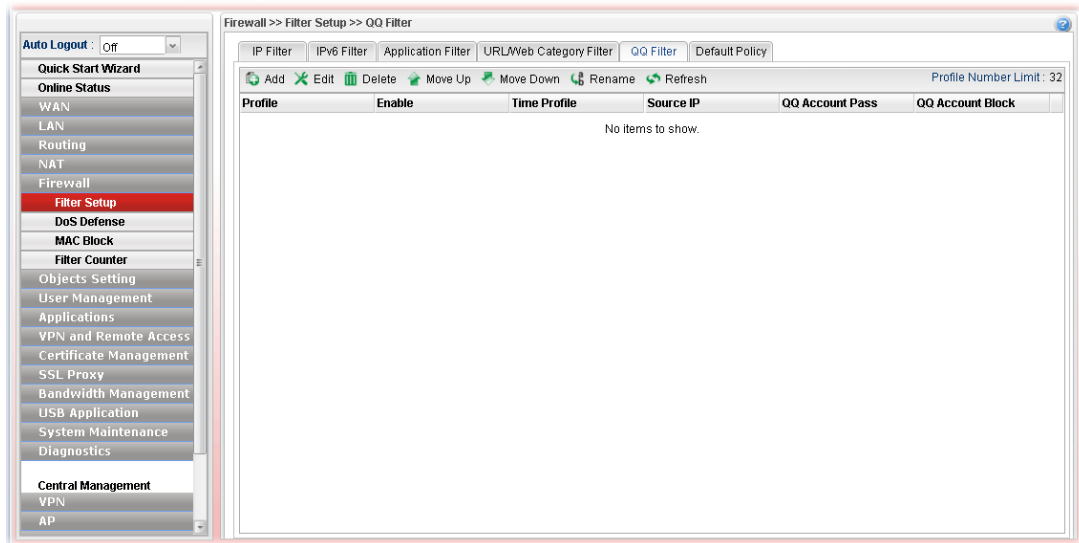 Firewall >> Filter Setup >> QQ Filter
Auto Logout : Off
Quick Start Wizard
Online Status
WAN
LAN
Routing
NAT
Firewall
Filter Setup
DoS Defense
MAC Block
Filter Counter
Objects Setting
User Management
Applications
VPN and Remote Access
Certificate Management
SSL Proxy
Bandwidth Management
USB Application
System Maintenance
Diagnostics
Central Management
VPN
AP
IP Filter IPv6 Filter Application Filter URL/Web Category Filter QQ Filter Default Policy
Add Edit Delete Move Up Move Down Rename Refresh Profile Number Limit : 32
Profile Enable Time Profile Source IP QQ Account Pass QQ Account Block
No items to show.